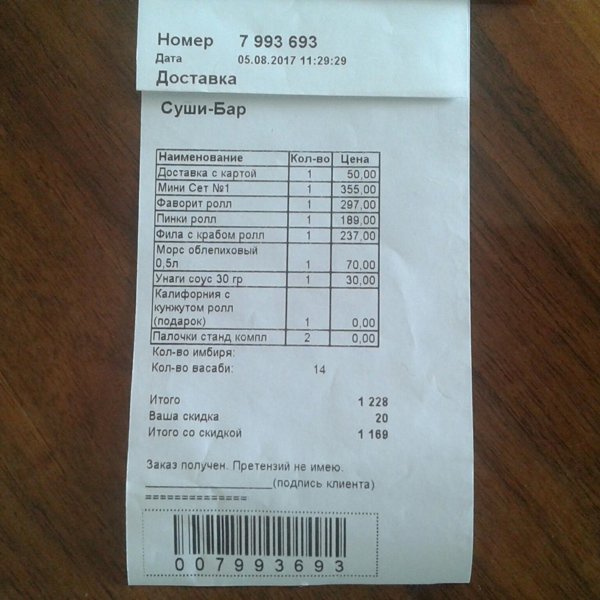 Номер 7 993 693
Дата 05.08.2017 11:29:29
Доставка
Суши-Бар
Наименование Кол-во Цена
Доставка с картой 1 50,00
Мини Сет №1 1 355,00
Фаворит ролл 1 297,00
Пинки ролл 1 189,00
Фила с крабом ролл 1 237,00
Морс облепиховый
0,5л 1 70,00
Унаги соус 30 гр 1 30,00
Калифорния с
кунжутом ролл
(подарок) 1 0,00
Палочки станд компл 2 0,00
Кол-во имбиря:
Кол-во васаби: 14
Итого 1 228
Ваша скидка 20
Итого со скидкой 1 169
Заказ получен. Претензий не имею.
____________________(подпись клиента)
==============
007993693